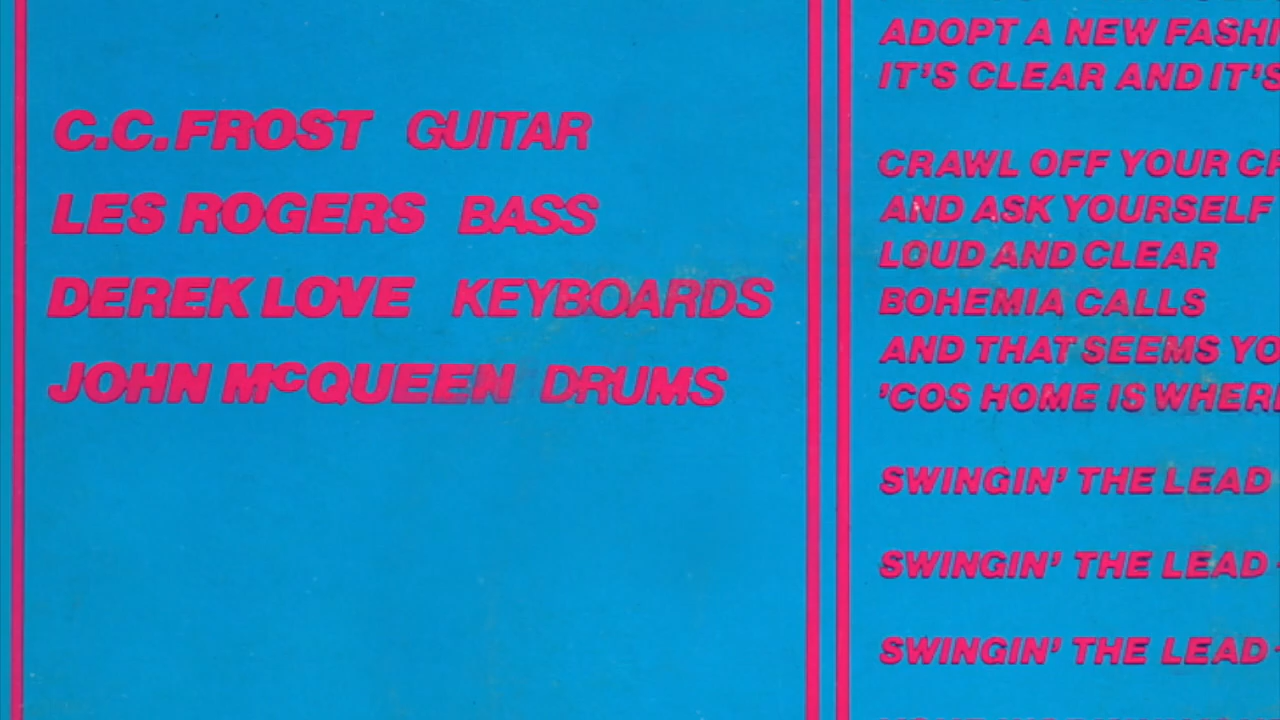 C.C. FROST GUITAR
LES ROGERS BASS
DEREK LOVE KEYBOARDS
JOHN McQUEEN DRUMS
ADOPT A NEW
IT'S CLEAR AND IT'S
CRAWL OFF YOUR
AND ASK YOURSELF
LOUD AND CLEAR
BOHEMIA CALLS
AND THAT SEEMS
'COS HOME IS
SWINGIN' THE LEAD
SWINGIN' THE LEAD
SWINGIN' THE LEAD